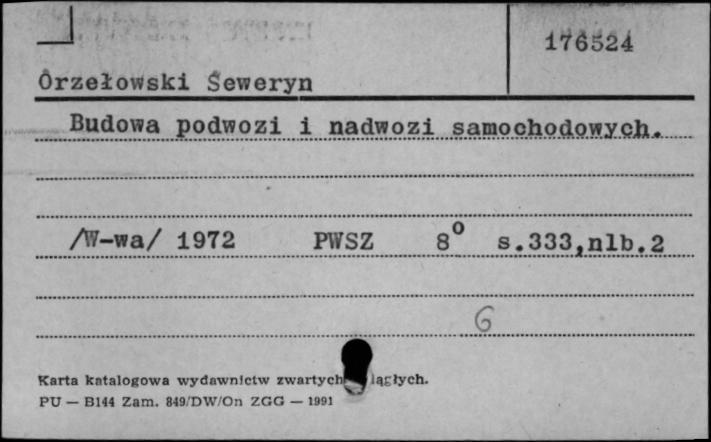 176524
Orzełowski Seweryn
Budowa podwozi i nadwozi samochodowych.
/W-wa/ 1972 PWSZ 8° s.333,nlb.2
6
Karta katalogowa wydawnictw zwartych ciągłych.
PU — B144 Zam. 849/DW/On ZGG — 1991